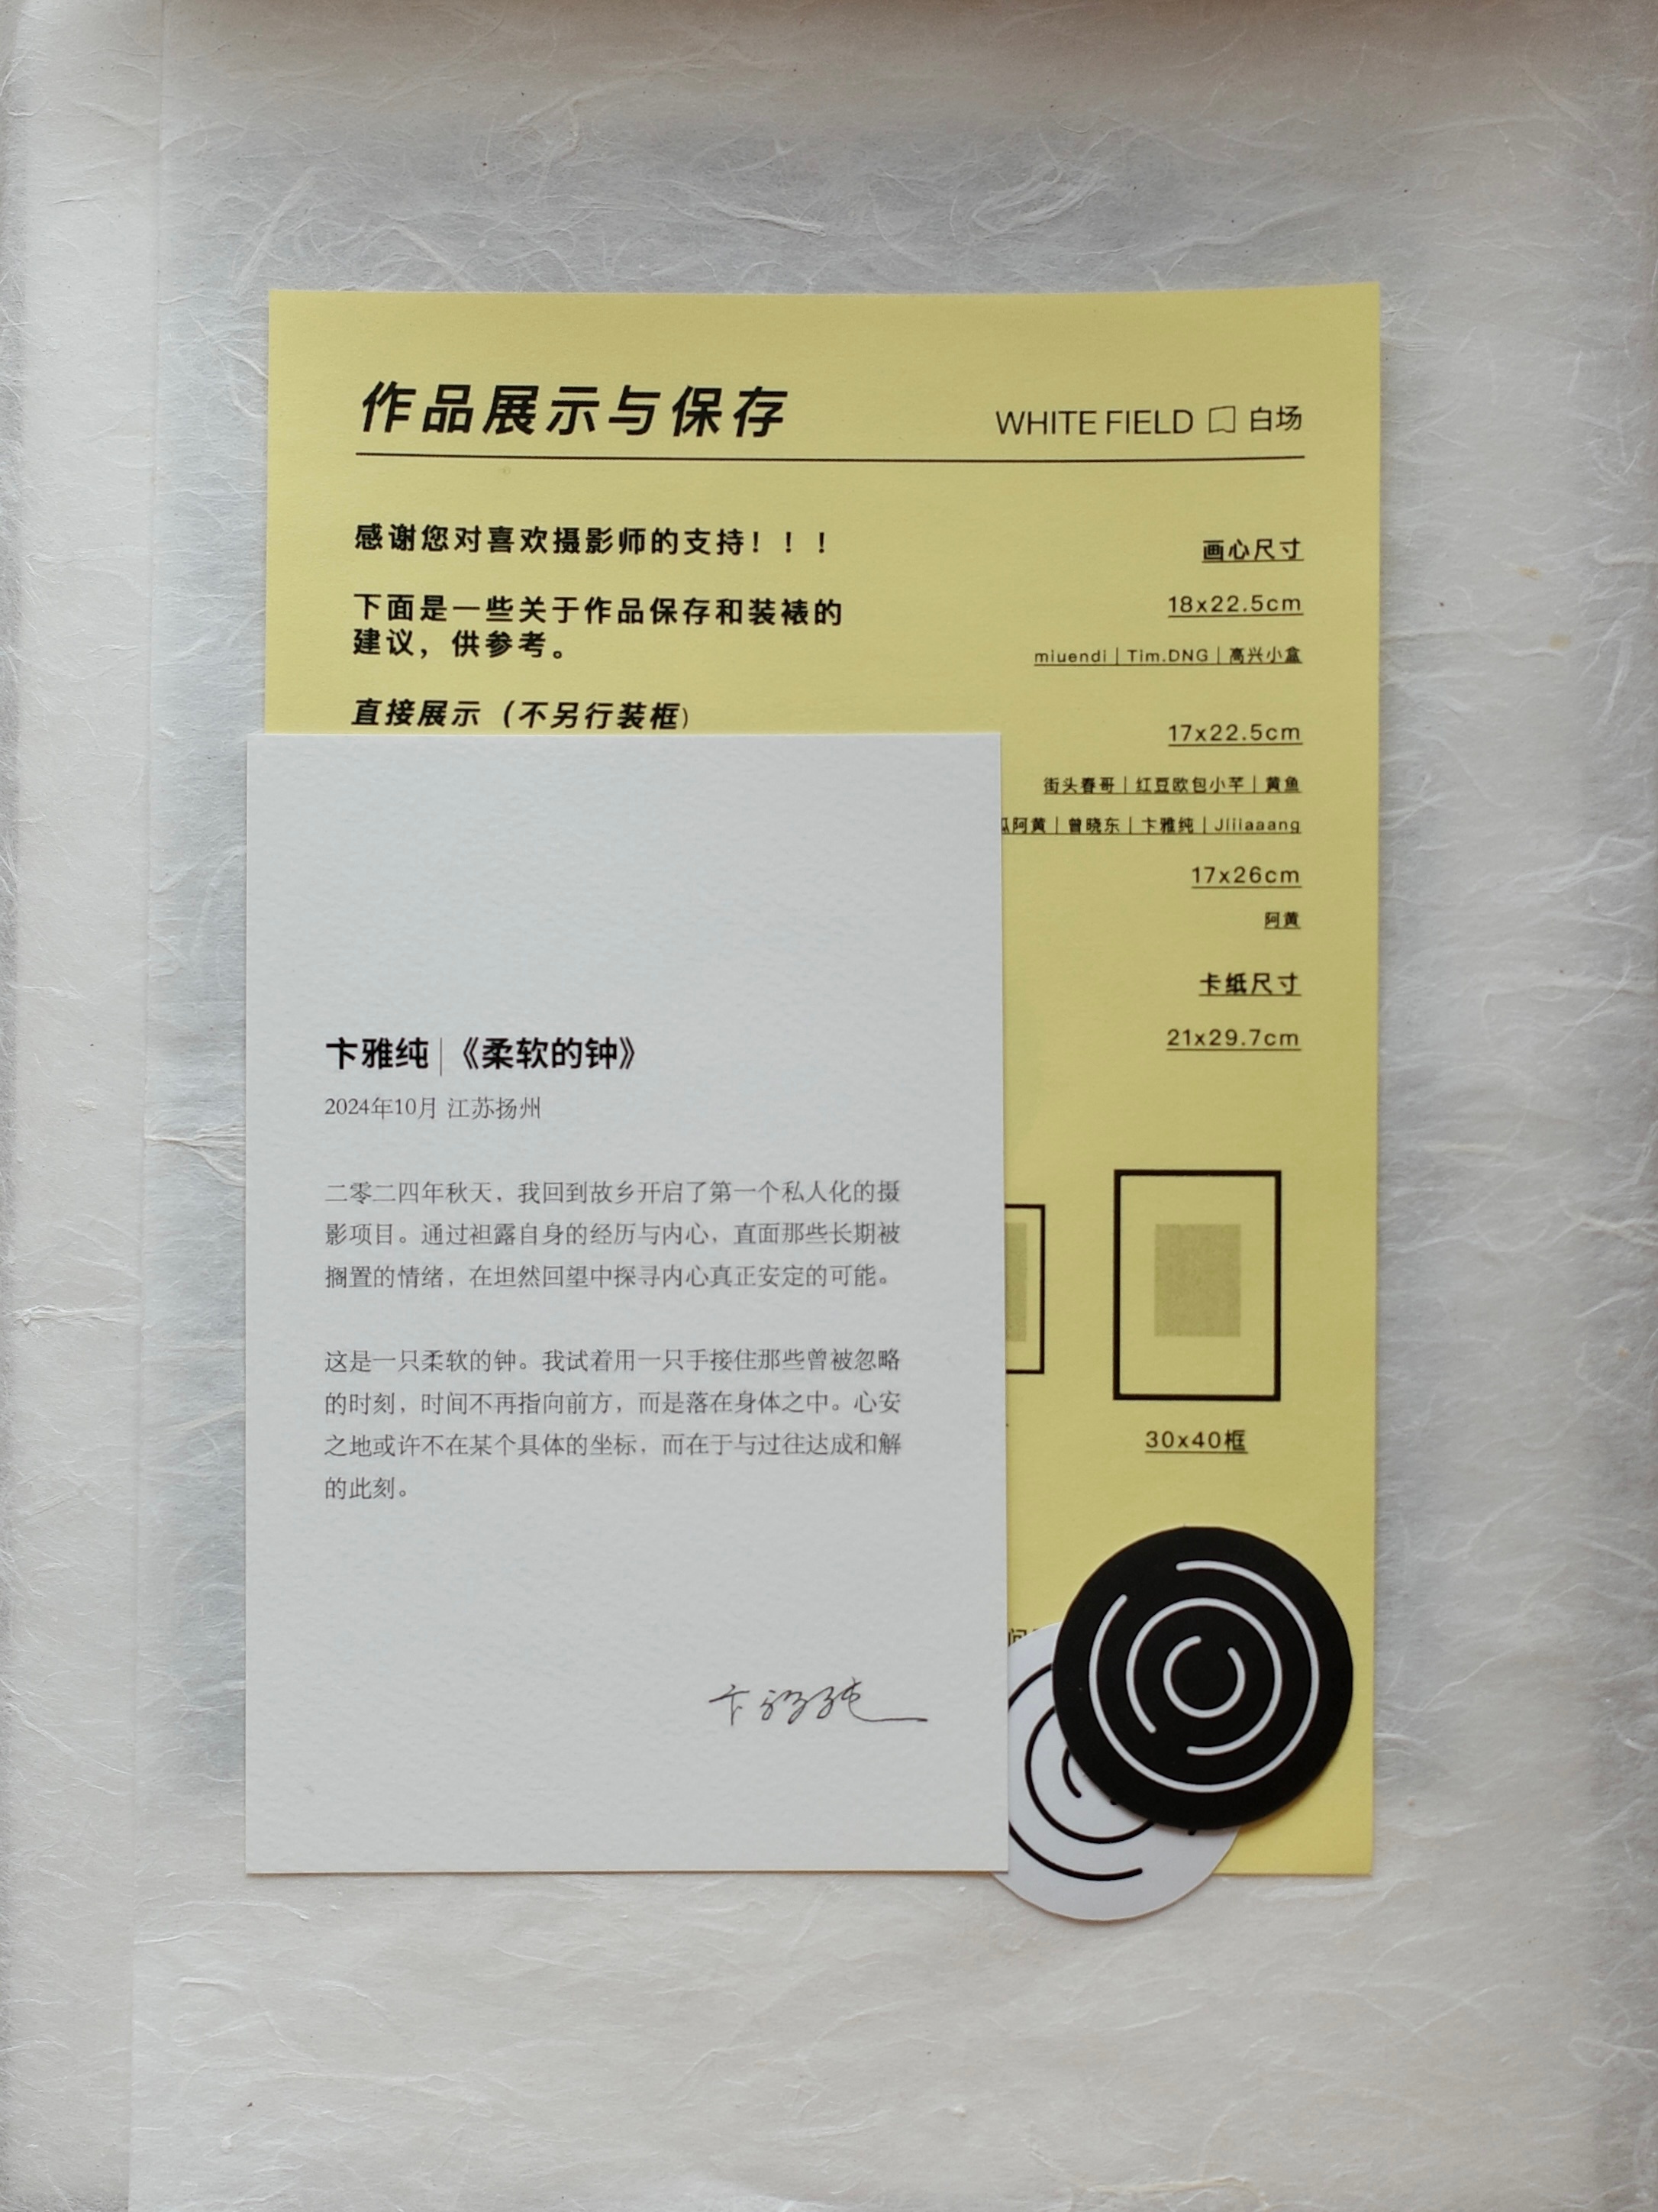 作品展示与保存
WHITE FIELD 白场
感谢您对喜欢摄影师的支持！！！
下面是一些关于作品保存和装裱的
建议，供参考。
直接展示（不另行装框）
画心尺寸
18x22.5cm
miuendi｜Tim.DNG｜高兴小盒
17x22.5cm
街头春哥｜红豆欧包小芋｜黄鱼
阿黄｜曾晓东｜卞雅纯｜Jiiiaaang
17x26cm
阿黄
卡纸尺寸
21x29.7cm
30x40框
卞雅纯｜《柔软的钟》
2024年10月 江苏扬州
二零二四年秋天，我回到故乡开启了第一个私人化的摄
影项目。通过袒露自身的经历与内心，直面那些长期被
搁置的情绪，在坦然回望中探寻内心真正安定的可能。
这是一只柔软的钟。我试着用一只手接住那些曾被忽略
的时刻，时间不再指向前方，而是落在身体之中。心安
之地或许不在某个具体的坐标，而在于与过往达成和解
的此刻。
卞雅纯